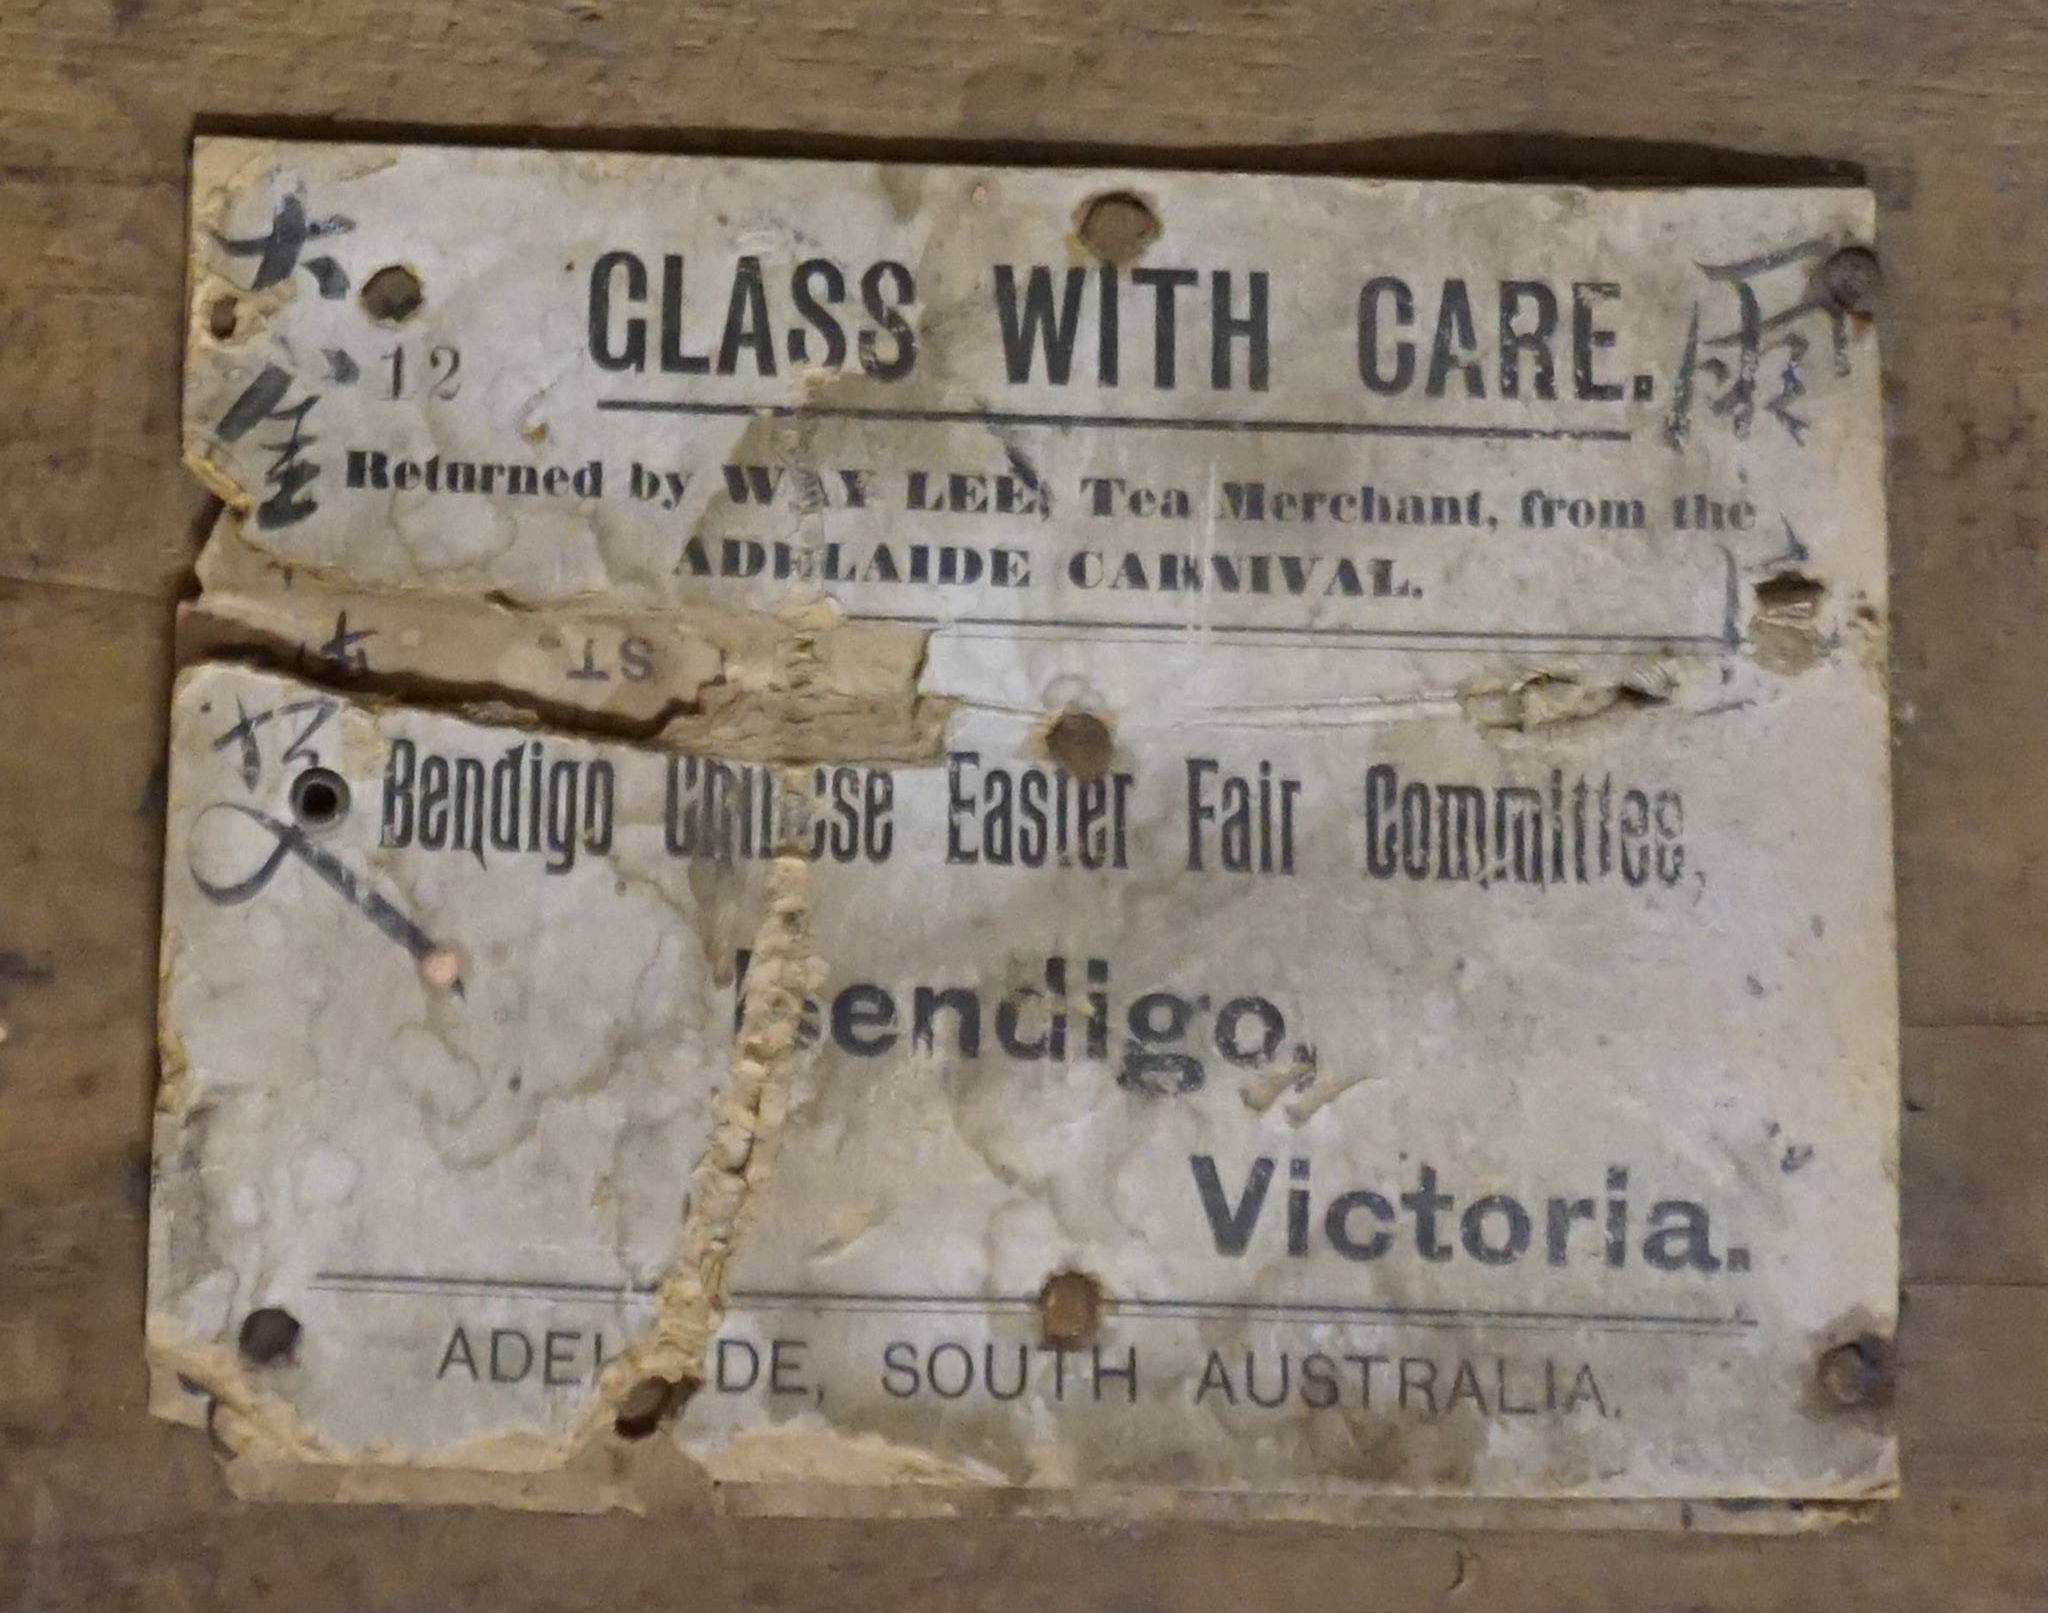 GLASS WITH CARE.
12
Returned by WAY LEE, Tea Merchant, from the
ADELAIDE CARNIVAL.
Bendigo Chinese Easter Fair Committee,
Bendigo,
Victoria.
ADELAIDE, SOUTH AUSTRALIA.